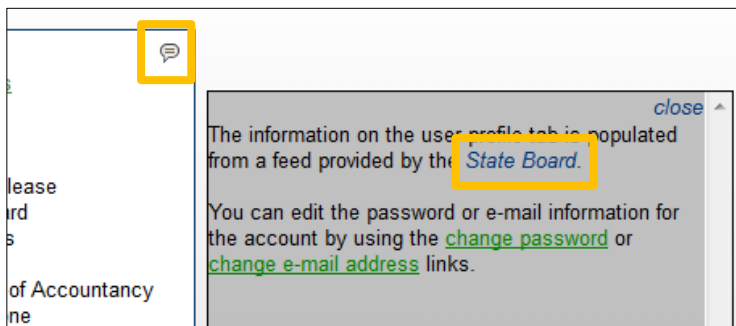 close
The information on the user profile tab is populated
from a feed provided by the State Board.
You can edit the password or e-mail information for
the account by using the change password or
change e-mail address links.
lease
of Accountancy